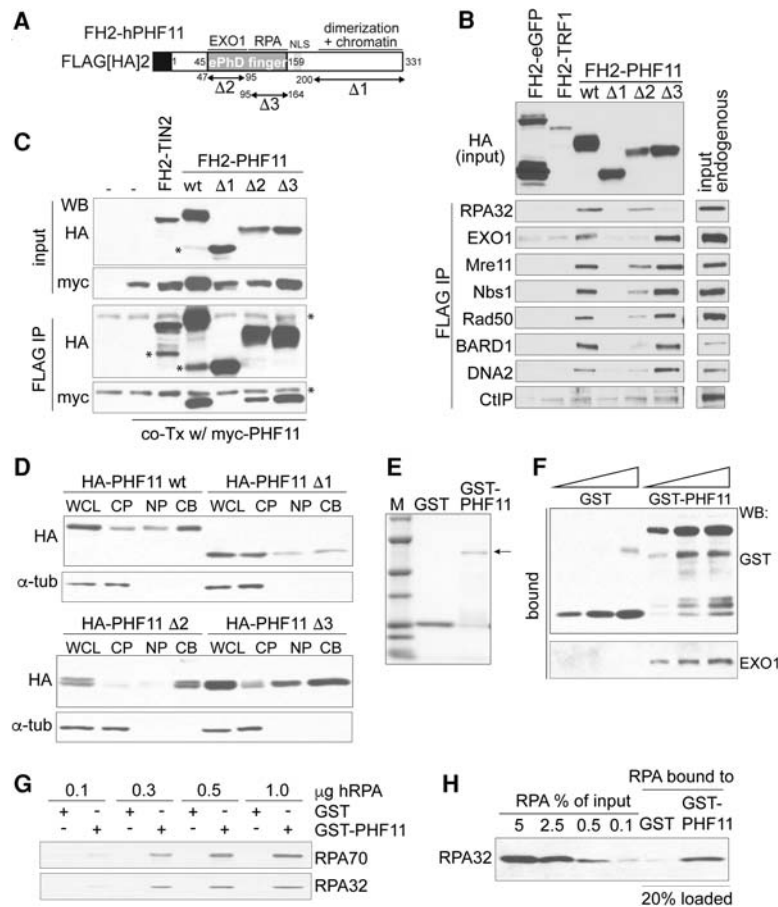 A
FH2-hPHF11
EXO1 RPA NLS dimerization + chromatin
FLAG[HA]2 1 45 ePhD finger 159 331
47 95 200
Δ2 Δ1
95 164
Δ3
B
FH2-eGFP
FH2-TRF1
FH2-PHF11
wt Δ1 Δ2 Δ3
HA (input)
input endogenous
FLAG IP
RPA32
EXO1
Mre11
Nbs1
Rad50
BARD1
DNA2
CtIP
C
FH2-TIN2
FH2-PHF11
- - wt Δ1 Δ2 Δ3
WB
input
HA
*
myc
FLAG IP
HA
*
* *
myc
*
co-Tx w/ myc-PHF11
D
HA-PHF11 wt HA-PHF11 Δ1
WCL CP NP CB WCL CP NP CB
HA
α-tub
HA-PHF11 Δ2 HA-PHF11 Δ3
WCL CP NP CB WCL CP NP CB
HA
α-tub
E
M GST GST-PHF11
F
GST GST-PHF11
WB:
GST
bound
EXO1
G
0.1 0.3 0.5 1.0 μg hRPA
+ - + - + - + - GST
- + - + - + - + GST-PHF11
RPA70
RPA32
H
RPA bound to
RPA % of input
5 2.5 0.5 0.1 GST GST-PHF11
RPA32
20% loaded